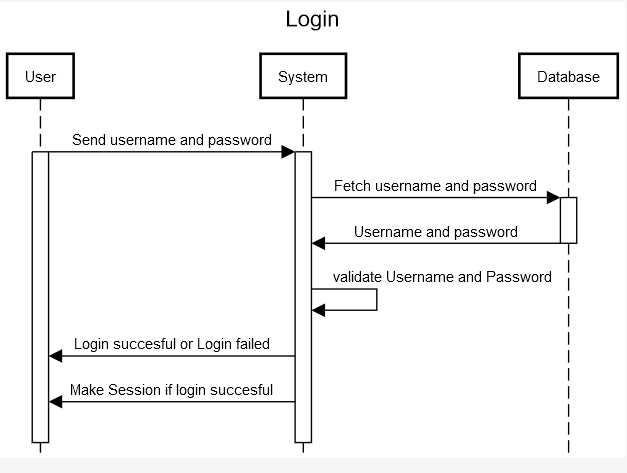 Login
User
System
Database
Send username and password
Fetch username and password
Username and password
validate Username and Password
Login succesful or Login failed
Make Session if login succesful